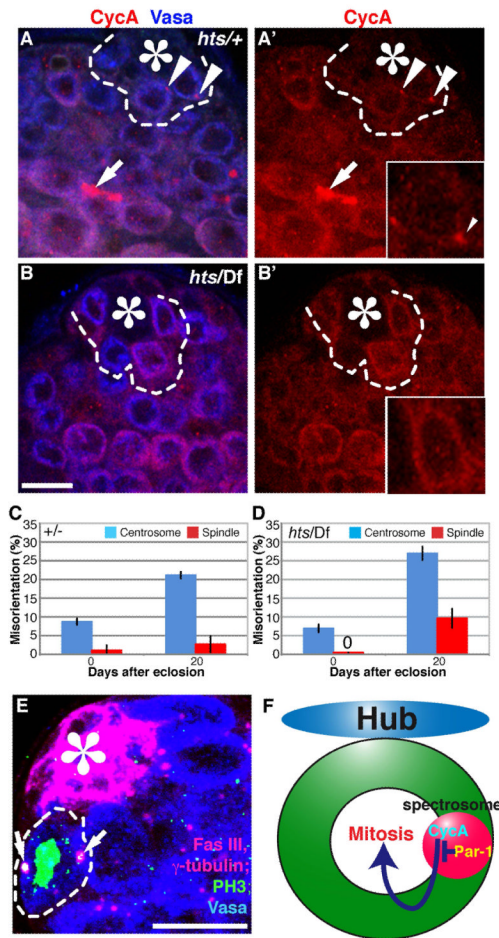 CycA Vasa CycA
A hts/+ A'
B hts/Df B'
C +/- Centrosome Spindle
Misorientation (%)
35
30
25
20
15
10
5
0
0 20
Days after eclosion
D hts/Df Centrosome Spindle
Misorientation (%)
35
30
25
20
15
10
5
0
0
0 20
Days after eclosion
E
Fas III,
γ-tubulin
PH3
Vasa
F
Hub
spectrosome
CycA
Mitosis
Par-1